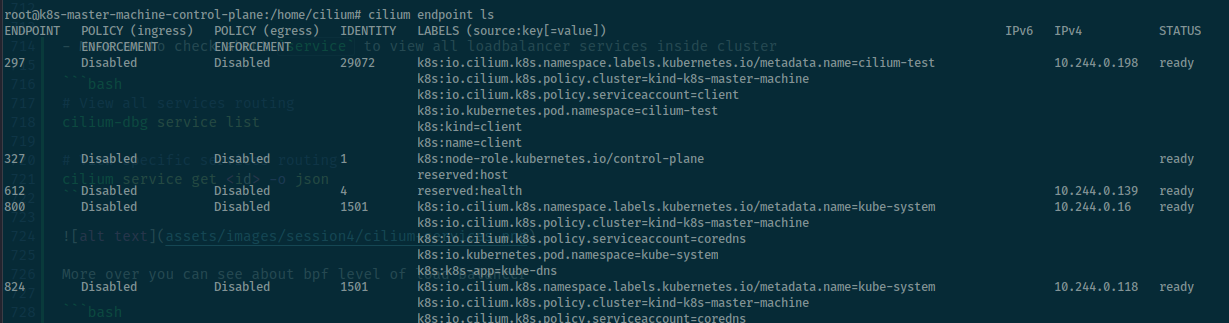 root@k8s-master-machine-control-plane:/home/cilium# cilium endpoint ls
ENDPOINT POLICY (ingress) POLICY (egress) IDENTITY LABELS (source:key[=value]) IPv6 IPv4 STATUS
714 - check service to view all loadbalancer services inside cluster
ENFORCEMENT ENFORCEMENT
297 Disabled Disabled 29072 k8s:io.cilium.k8s.namespace.labels.kubernetes.io/metadata.name=cilium-test 10.244.0.198 ready
k8s:io.cilium.k8s.policy.cluster=kind-k8s-master-machine
716 ```bash
k8s:io.cilium.k8s.policy.serviceaccount=client
717 # View all services routing
k8s:io.kubernetes.pod.namespace=cilium-test
718 cilium-dbg service list
k8s:kind=client
719
k8s:name=client
327 Disabled Disabled 1 k8s:node-role.kubernetes.io/control-plane ready
# specific routing
reserved:host
721 cilium service get <id> -o json
612 Disabled Disabled 4 reserved:health 10.244.0.139 ready
800 Disabled Disabled 1501 k8s:io.cilium.k8s.namespace.labels.kubernetes.io/metadata.name=kube-system 10.244.0.16 ready
k8s:io.cilium.k8s.policy.cluster=kind-k8s-master-machine
724 ![alt text](assets/images/session4/cilium
k8s:io.cilium.k8s.policy.serviceaccount=coredns
725
k8s:io.kubernetes.pod.namespace=kube-system
726 More over you can see about bpf level of load balancer
k8s:k8s-app=kube-dns
824 Disabled Disabled 1501 k8s:io.cilium.k8s.namespace.labels.kubernetes.io/metadata.name=kube-system 10.244.0.118 ready
k8s:io.cilium.k8s.policy.cluster=kind-k8s-master-machine
728 ```bash
k8s:io.cilium.k8s.policy.serviceaccount=coredns